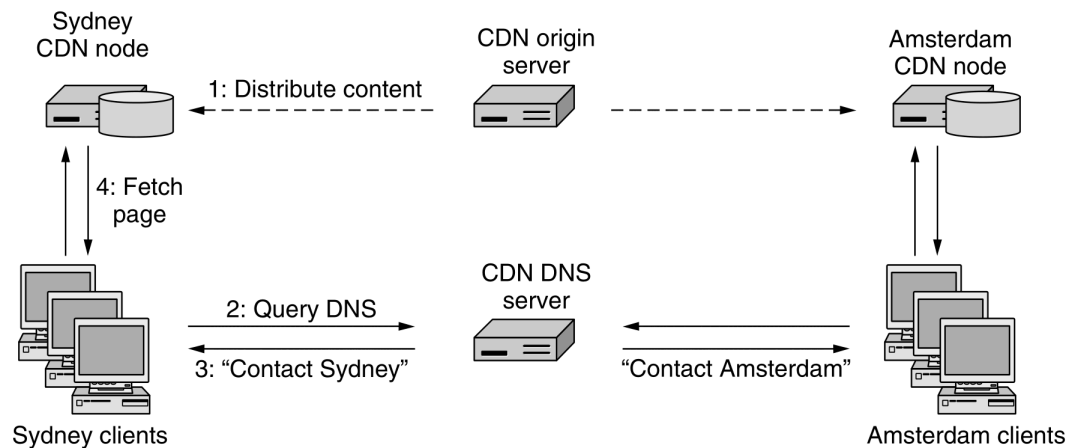 Sydney
CDN node
CDN origin
server
Amsterdam
CDN node
1: Distribute content
4: Fetch
page
CDN DNS
server
2: Query DNS
3: “Contact Sydney”
“Contact Amsterdam”
Sydney clients
Amsterdam clients